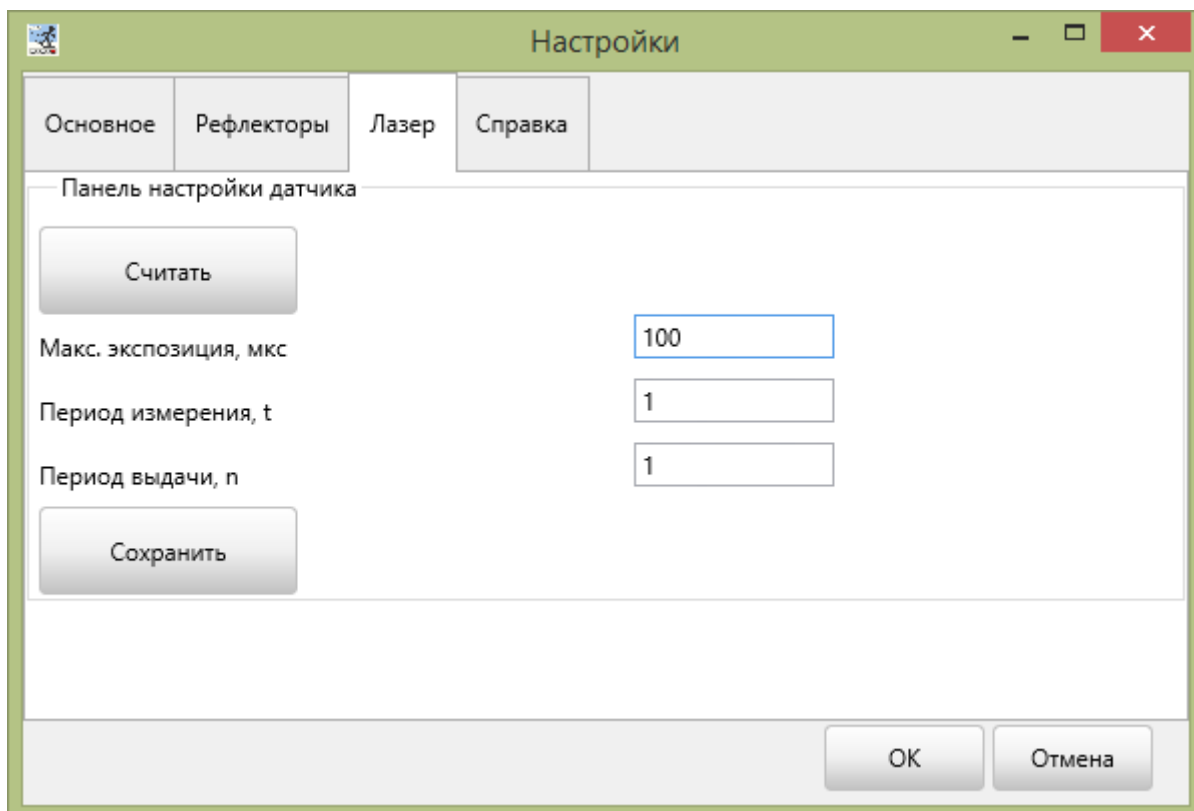 Настройки
Основное Рефлекторы Лазер Справка
Панель настройки датчика
Считать
Макс. экспозиция, мкс 100
Период измерения, t 1
Период выдачи, n 1
Сохранить
OK Отмена